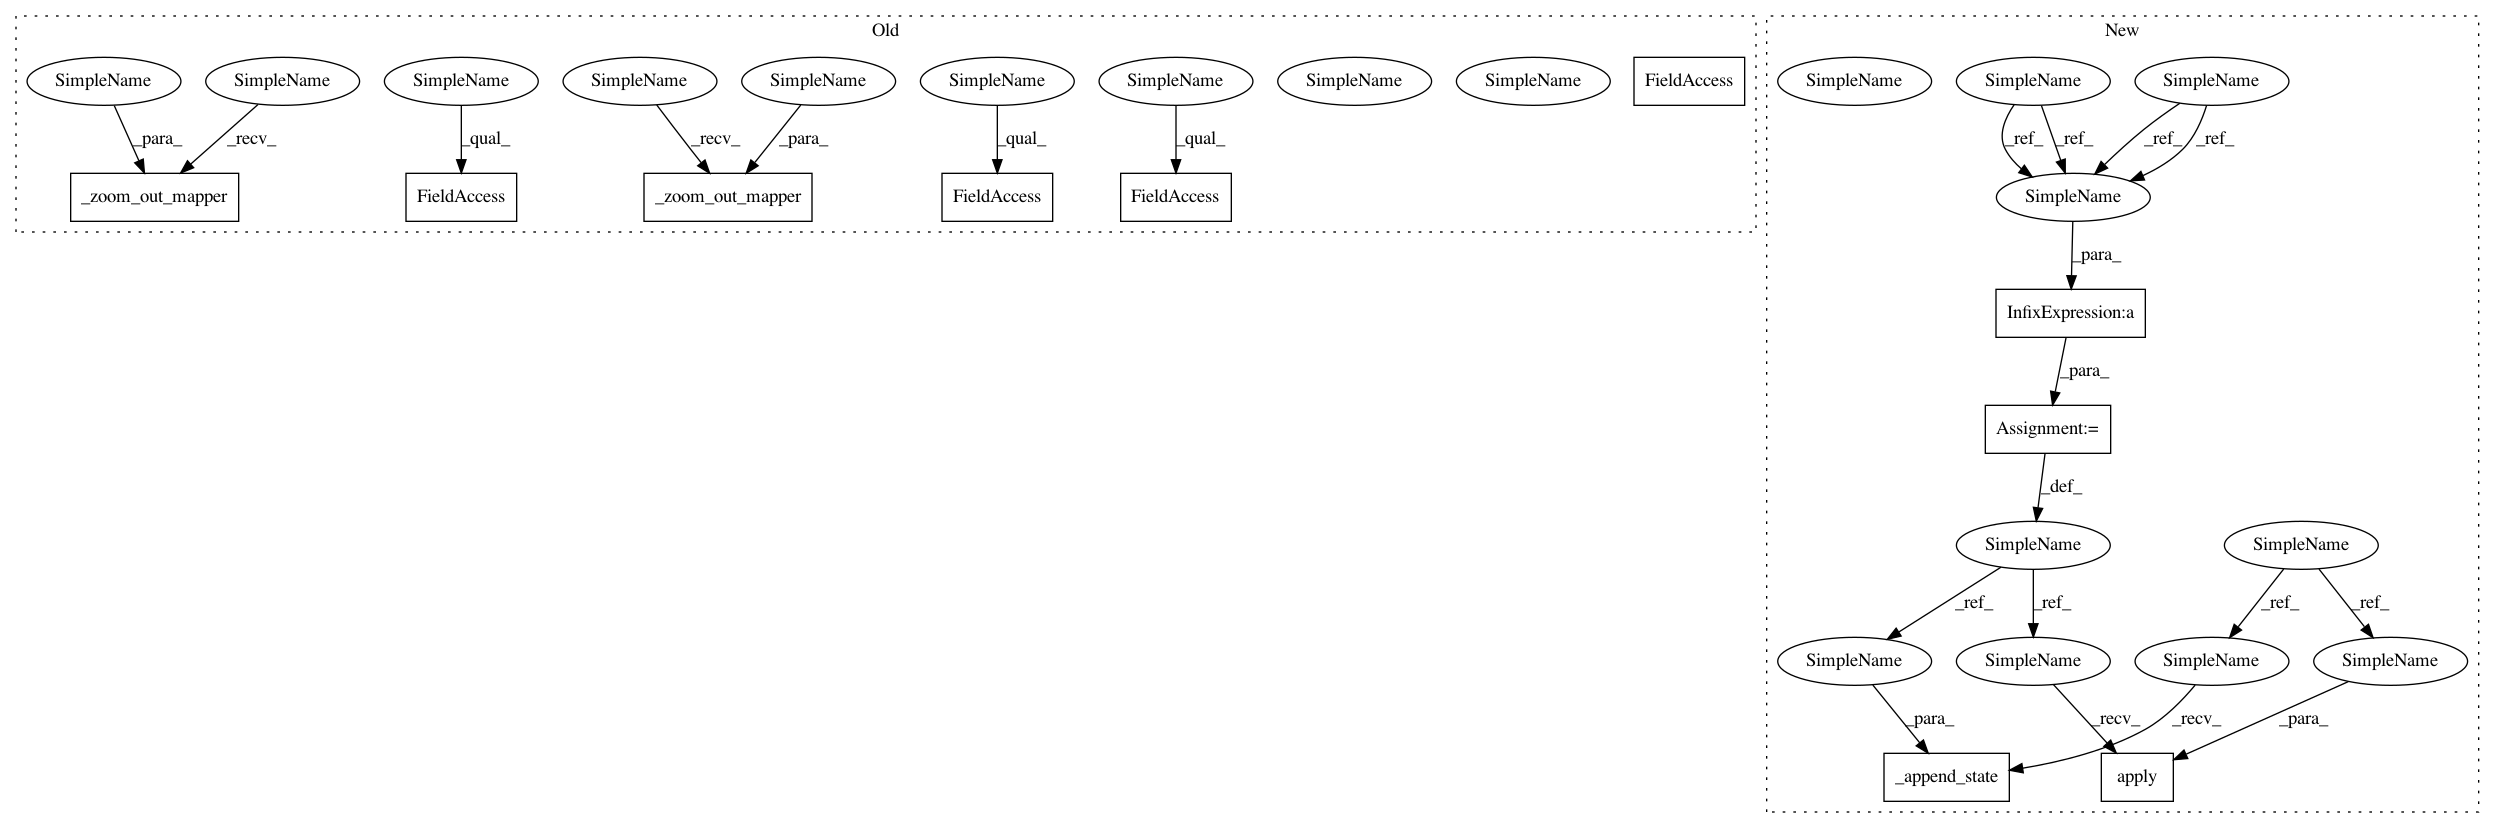 Old
New
SimpleName SimpleName SimpleName SimpleName SimpleName SimpleName SimpleName SimpleName SimpleName FieldAccess
_para_ _recv_ _qual_ _recv_ _para_ _qual_ _qual_
_zoom_out_mapper FieldAccess _zoom_out_mapper FieldAccess FieldAccess
SimpleName SimpleName SimpleName
_ref_ _ref_ _ref_ _ref_
SimpleName
_para_
InfixExpression:a
_para_
Assignment:=
_def_
SimpleName SimpleName
_ref_ _ref_ _ref_ _ref_
SimpleName SimpleName SimpleName SimpleName
_para_ _recv_ _recv_ _para_
_append_state apply